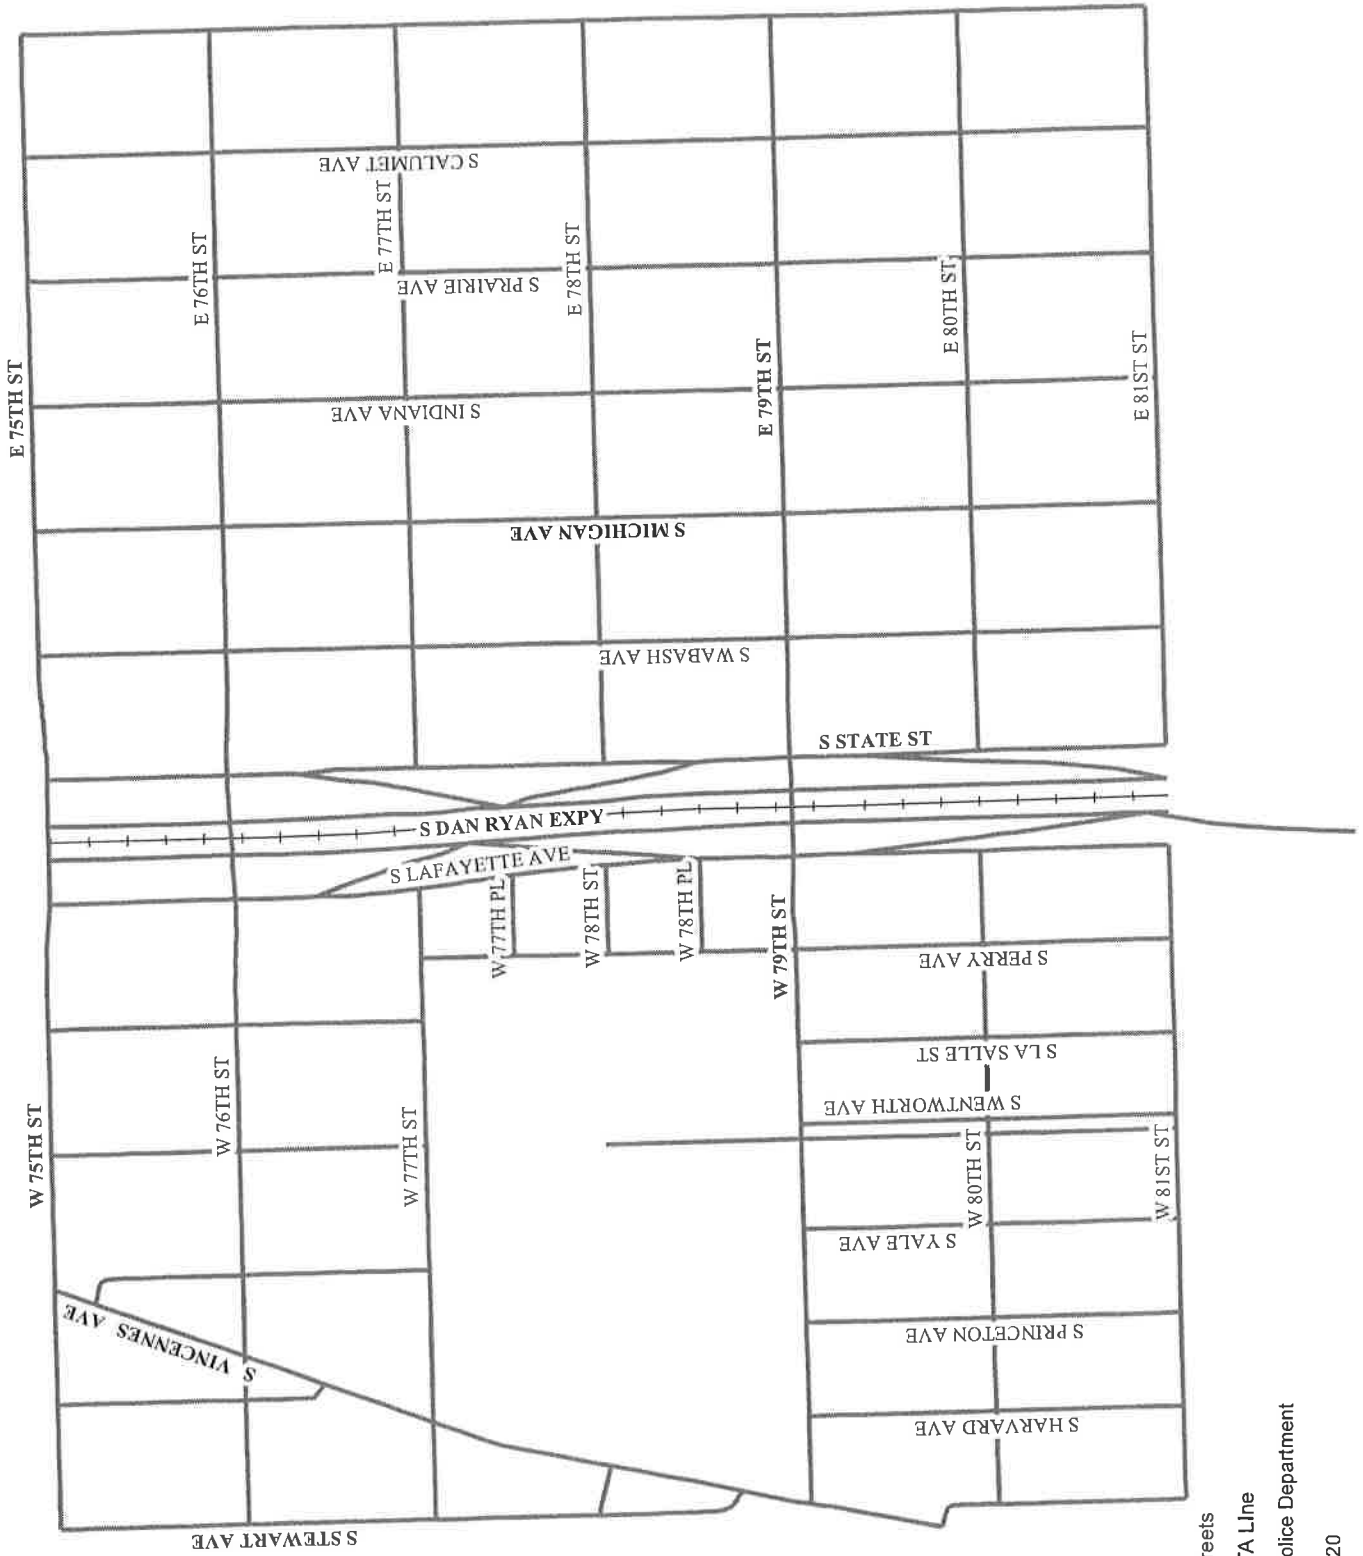 E 75TH ST
E 76TH ST
E 77TH ST
E 78TH ST
E 79TH ST
E 80TH ST
E 81ST ST
S CALUMET AVE
S PRAIRIE AVE
S INDIANA AVE
S MICHIGAN AVE
S WABASH AVE
S STATE ST
S DAN RYAN EXPY
S LAFAYETTE AVE
W 77TH PL
W 78TH ST
W 78TH PL
W 79TH ST
W 75TH ST
W 76TH ST
W 77TH ST
W 80TH ST
W 81ST ST
S PERRY AVE
S LA SALLE ST
S WENTWORTH AVE
S YALE AVE
S PRINCETON AVE
S HARVARD AVE
S VINCENNES AVE
S STEWART AVE
reets
TA LIne
olice Department
20